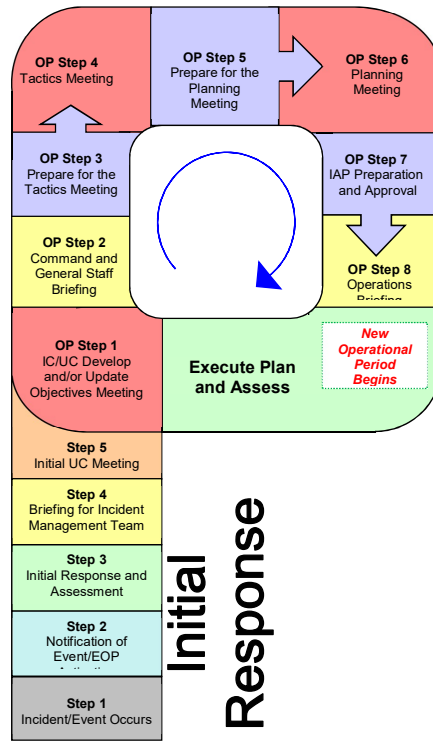 OP Step 4
Tactics Meeting
OP Step 5
Prepare for the
Planning
Meeting
OP Step 6
Planning
Meeting
OP Step 3
Prepare for the
Tactics Meeting
OP Step 7
IAP Preparation
and Approval
OP Step 2
Command and
General Staff
Briefing
OP Step 8
Operations
Briefing
OP Step 1
IC/UC Develop
and/or Update
Objectives Meeting
Execute Plan
and Assess
New
Operational
Period
Begins
Step 5
Initial UC Meeting
Step 4
Briefing for Incident
Management Team
Step 3
Initial Response and
Assessment
Step 2
Notification of
Event/EOP
Step 1
Incident/Event Occurs
Initial
Response